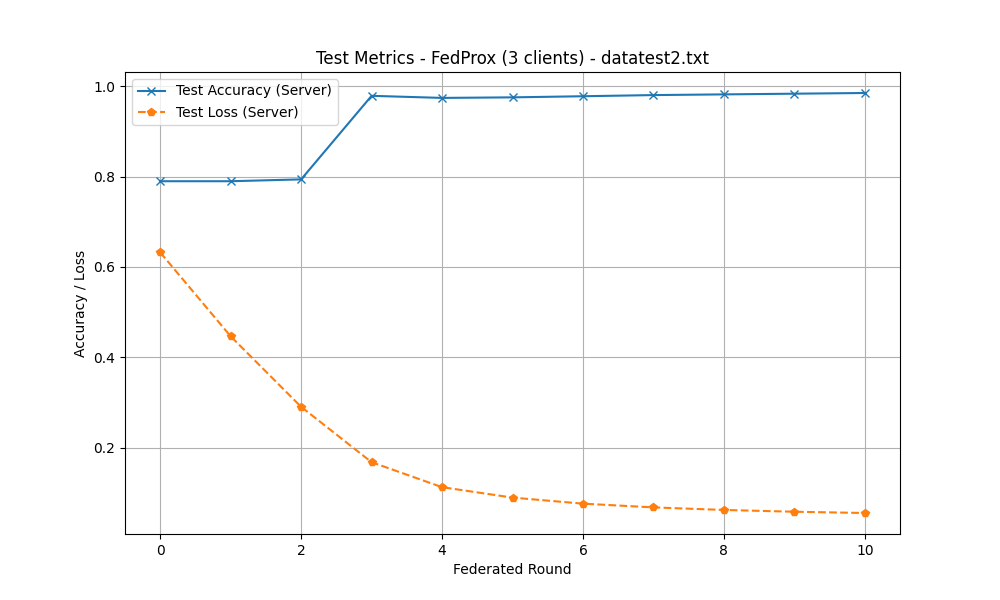 Test Metrics - FedProx (3 clients) - datatest2.txt
Test Accuracy (Server)
Test Loss (Server)
Accuracy / Loss
1.0
0.8
0.6
0.4
0.2
0 2 4 6 8 10
Federated Round